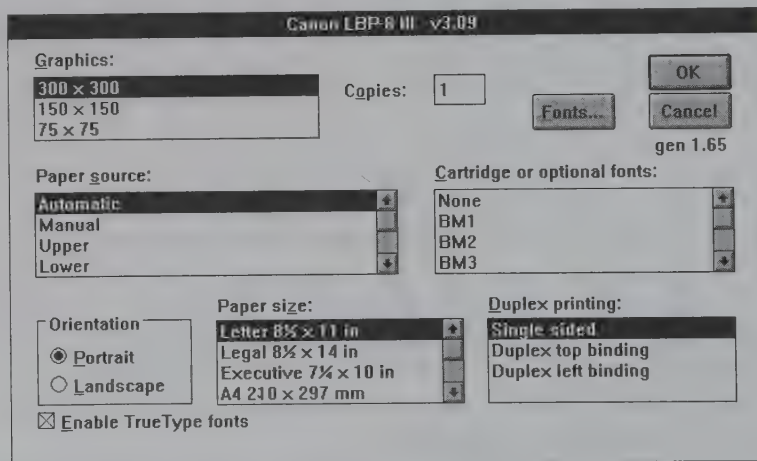 Canon LBP-8 III v3.09
Graphics:
300 x 300
150 x 150
75 x 75
Copies: 1
Fonts...
OK
Cancel
gen 1.65
Paper source:
Automatic
Manual
Upper
Lower
Cartridge or optional fonts:
None
BM1
BM2
BM3
Orientation
Portrait
Landscape
Paper size:
Letter 8½ x 11 in
Legal 8½ x 14 in
Executive 7¼ x 10 in
A4 210 x 297 mm
Duplex printing:
Single sided
Duplex top binding
Duplex left binding
Enable TrueType fonts